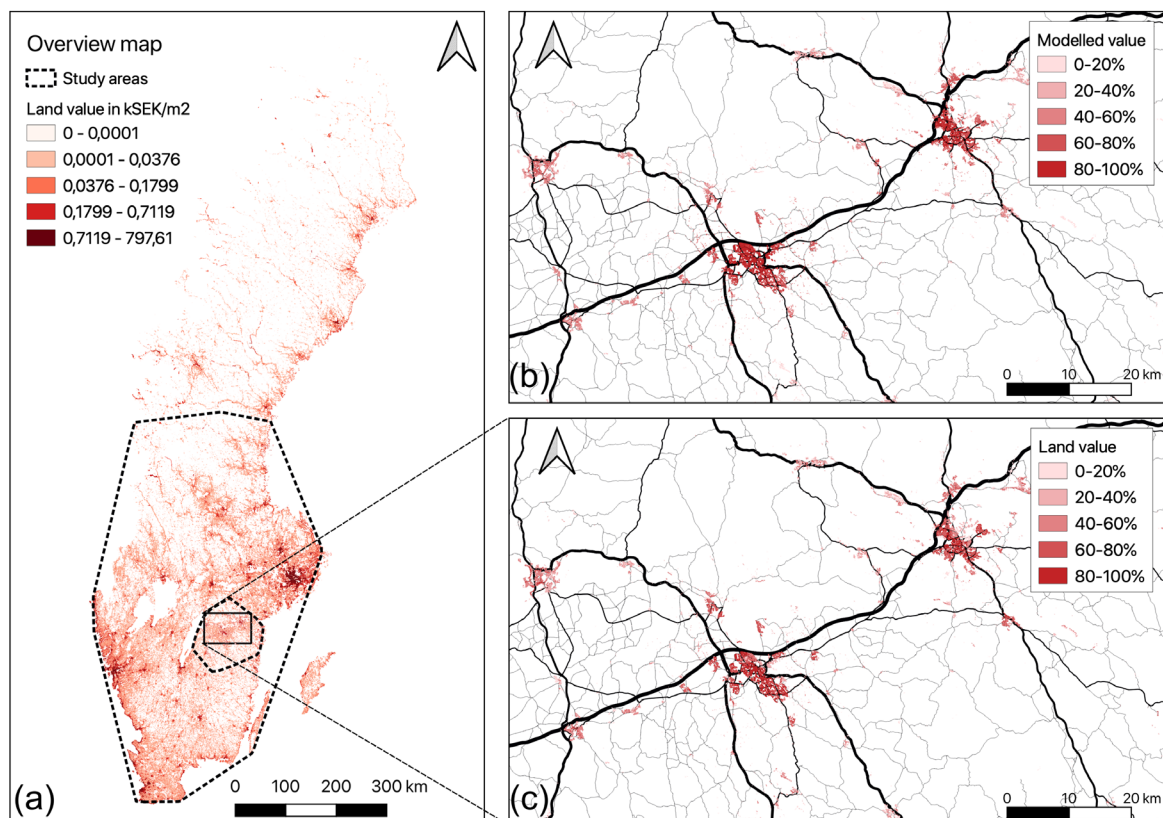 Overview map
Study areas
Land value in kSEK/m2
0 - 0,0001
0,0001 - 0,0376
0,0376 - 0,1799
0,1799 - 0,7119
0,7119 - 797,61
0 100 200 300 km
(a)
Modelled value
0-20%
20-40%
40-60%
60-80%
80-100%
0 10 20 km
(b)
Land value
0-20%
20-40%
40-60%
60-80%
80-100%
0 10 20 km
(c)